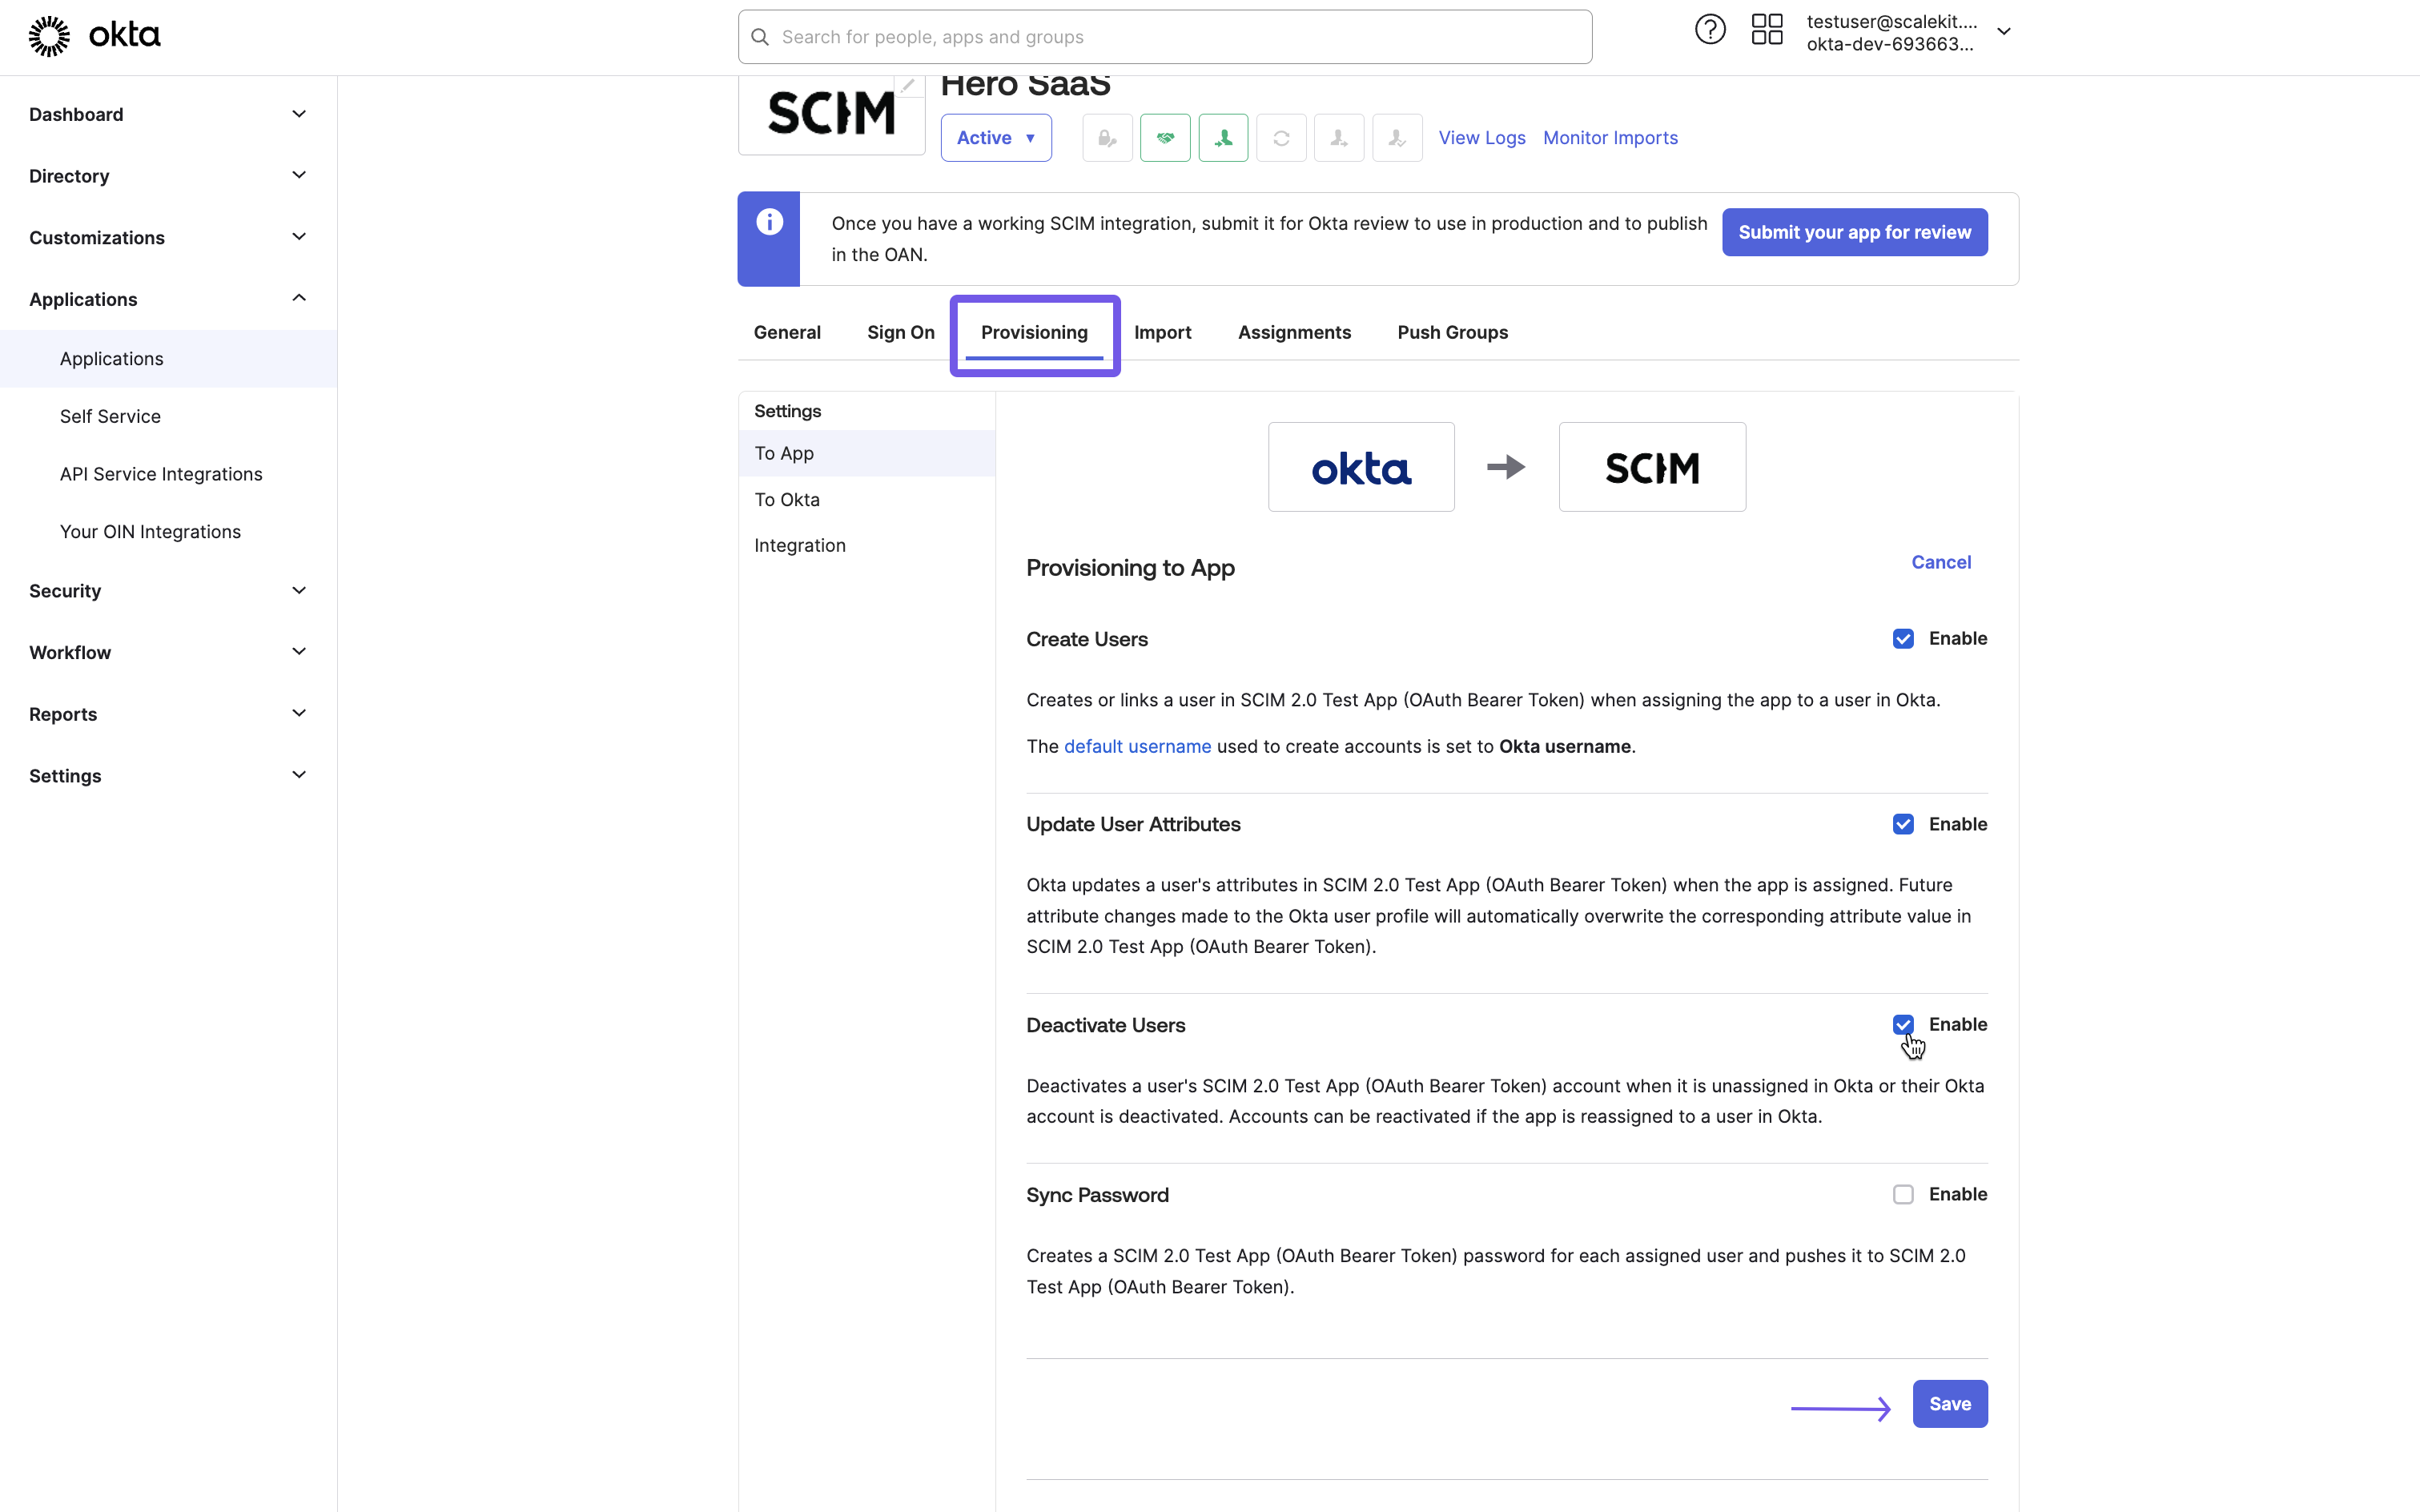 okta
Search for people, apps and groups
testuser@scalekit....
okta-dev-693663...
Dashboard
Directory
Customizations
Applications
Applications
Self Service
API Service Integrations
Your OIN Integrations
Security
Workflow
Reports
Settings
SCIM
Hero SaaS
Active
View Logs
Monitor Imports
Once you have a working SCIM integration, submit it for Okta review to use in production and to publish
in the OAN.
Submit your app for review
General
Sign On
Provisioning
Import
Assignments
Push Groups
Settings
To App
To Okta
Integration
okta
SCIM
Provisioning to App
Cancel
Create Users
Enable
Creates or links a user in SCIM 2.0 Test App (OAuth Bearer Token) when assigning the app to a user in Okta.
The default username used to create accounts is set to Okta username.
Update User Attributes
Enable
Okta updates a user's attributes in SCIM 2.0 Test App (OAuth Bearer Token) when the app is assigned. Future
attribute changes made to the Okta user profile will automatically overwrite the corresponding attribute value in
SCIM 2.0 Test App (OAuth Bearer Token).
Deactivate Users
Enable
Deactivates a user's SCIM 2.0 Test App (OAuth Bearer Token) account when it is unassigned in Okta or their Okta
account is deactivated. Accounts can be reactivated if the app is reassigned to a user in Okta.
Sync Password
Enable
Creates a SCIM 2.0 Test App (OAuth Bearer Token) password for each assigned user and pushes it to SCIM 2.0
Test App (OAuth Bearer Token).
Save